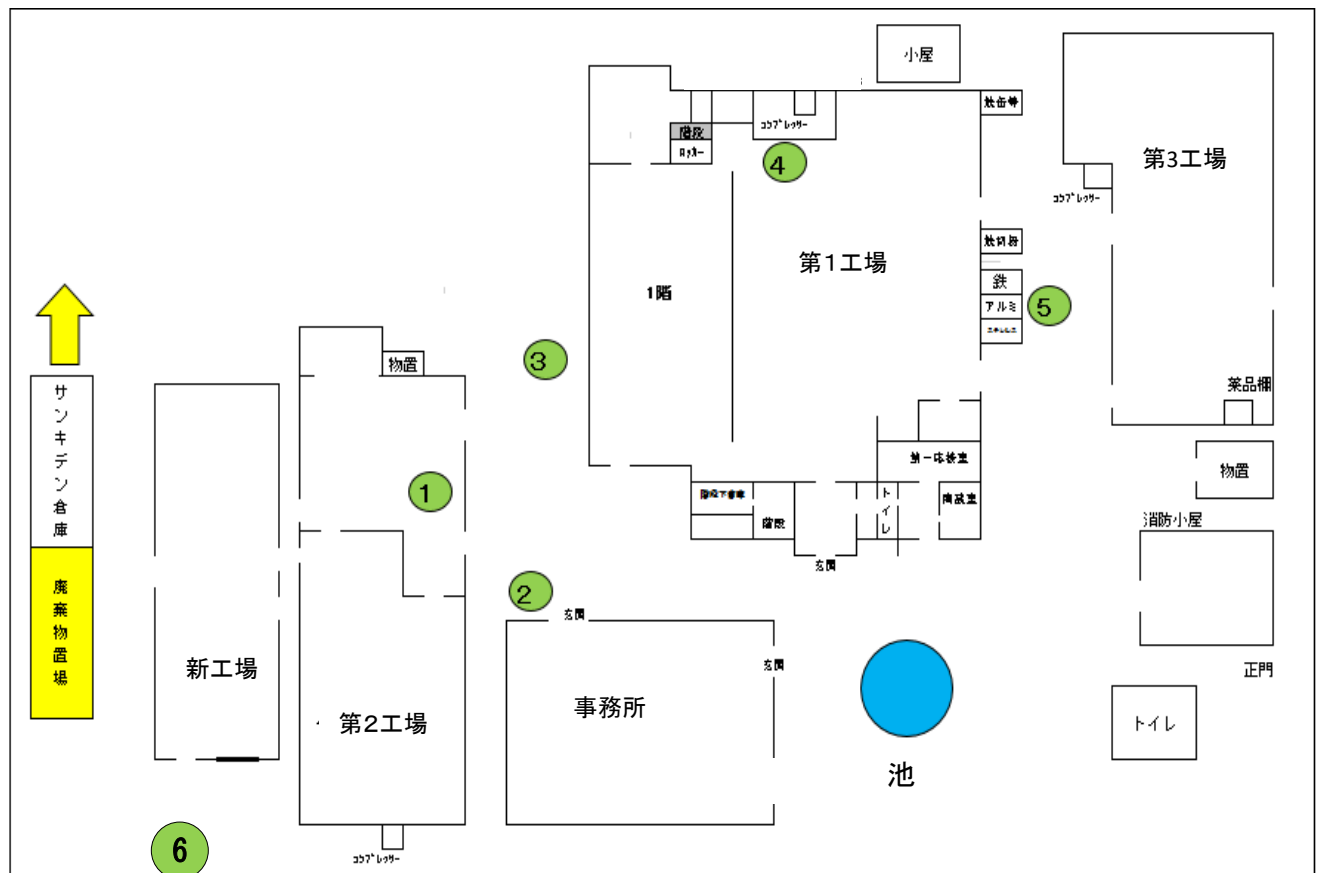 小屋
第3工場
コンプレッサー
階段
ロッカー
④
コンプレッサー
第1工場
1階
鉄
アルミ
⑤
③
物置
サンキデン倉庫
廃棄物置場
①
新工場
第2工場
コンプレッサー
6
②
玄関
玄関
事務所
階段
トイレ
玄関
池
薬品棚
物置
消防小屋
正門
トイレ